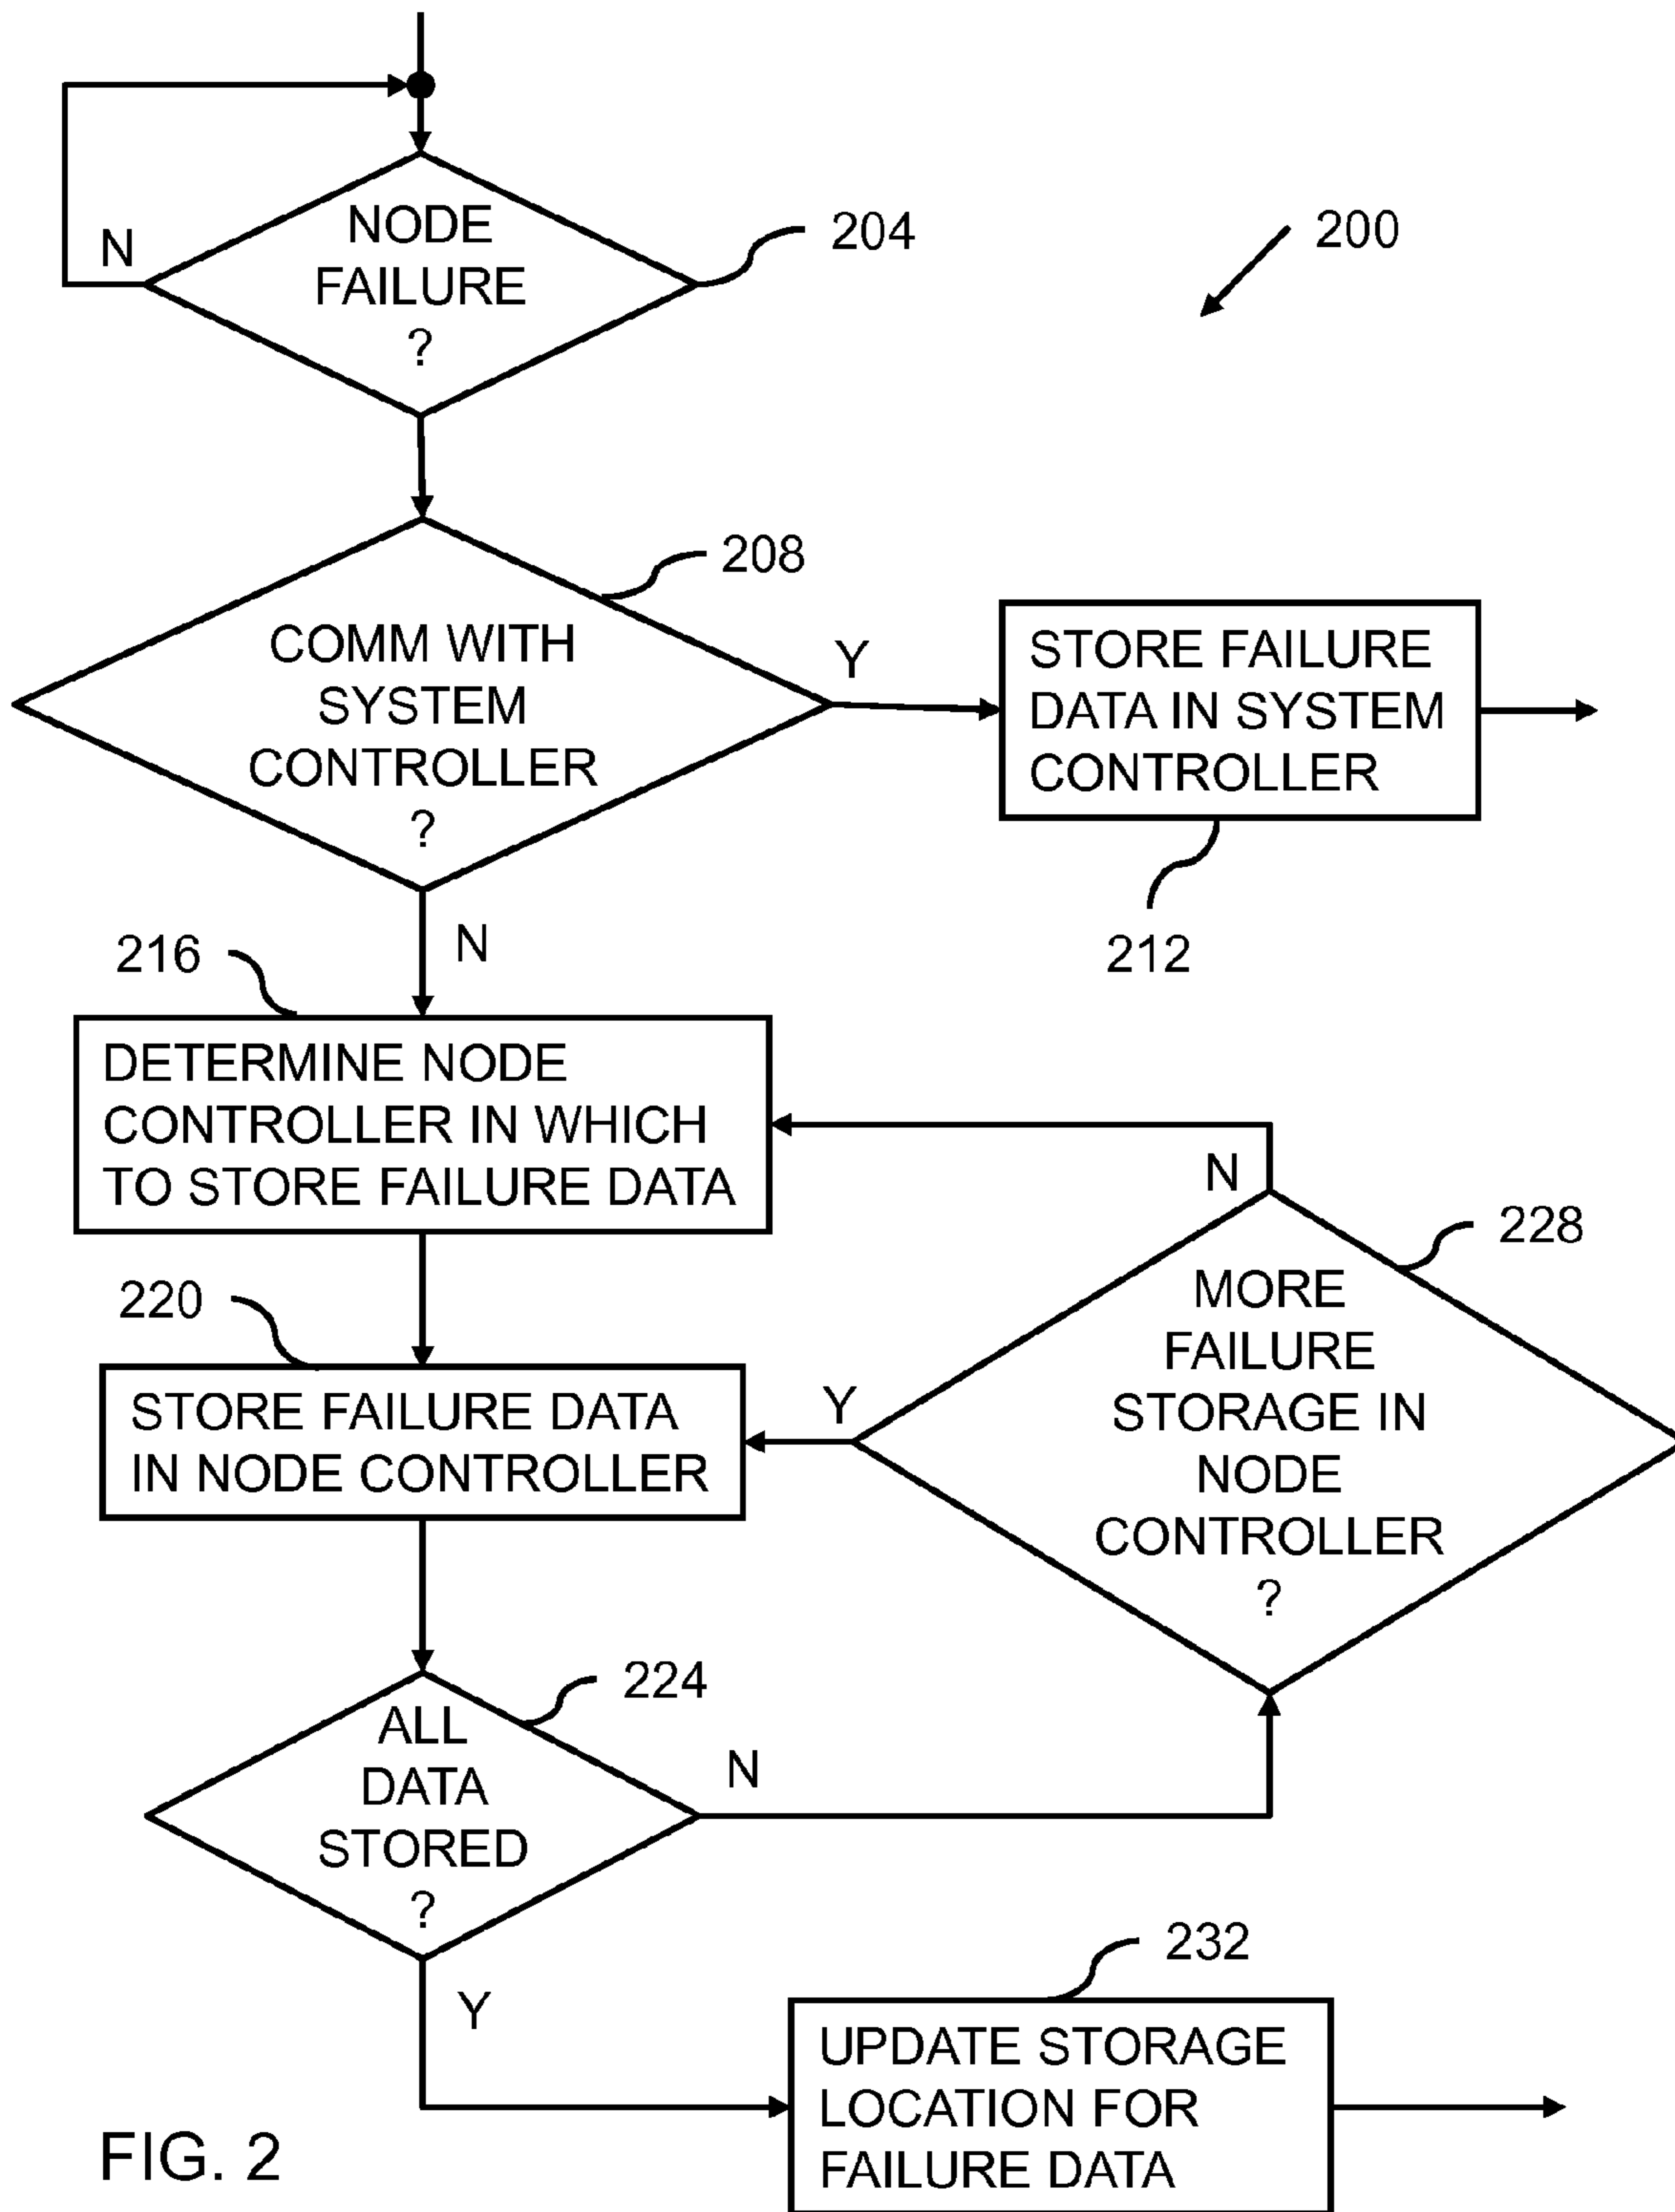 NODE
FAILURE
?
N
204
200
208
COMM WITH
SYSTEM
CONTROLLER
?
Y
STORE FAILURE
DATA IN SYSTEM
CONTROLLER
212
N
216
DETERMINE NODE
CONTROLLER IN WHICH
TO STORE FAILURE DATA
N
228
MORE
FAILURE
STORAGE IN
NODE
CONTROLLER
?
Y
220
STORE FAILURE DATA
IN NODE CONTROLLER
224
ALL
DATA
STORED
?
N
Y
232
UPDATE STORAGE
LOCATION FOR
FAILURE DATA
FIG. 2